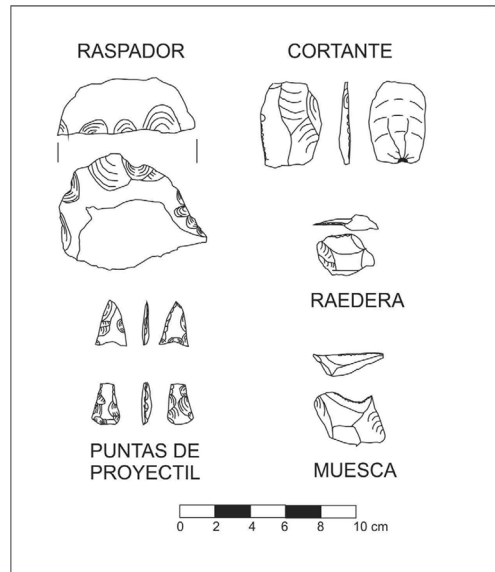 RASPADOR
CORTANTE
RAEDERA
PUNTAS DE
PROYECTIL
MUESCA
0 2 4 6 8 10 cm